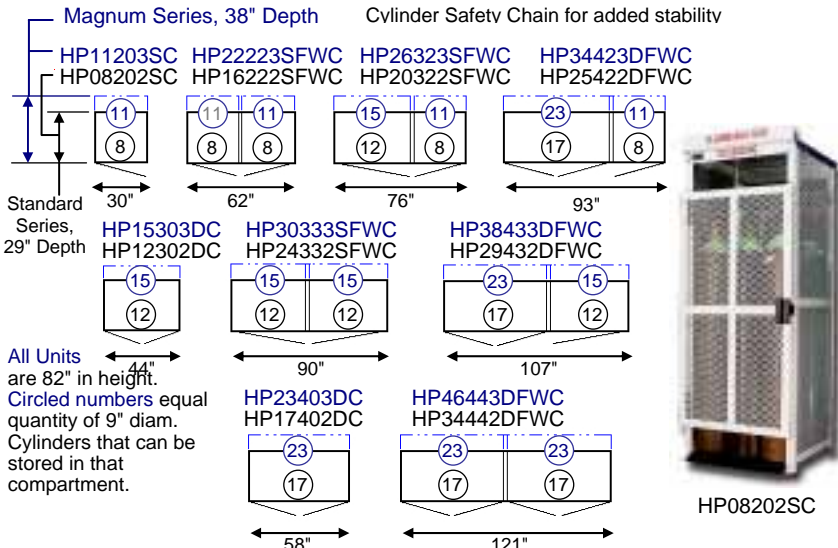 Magnum Series, 38" Depth
Cylinder Safety Chain for added stability
HP11203SC HP22223SFWC HP26323SFWC HP34423DFWC
HP08202SC HP16222SFWC HP20322SFWC HP25422DFWC
11 11 11 15 11 23 11
8 8 8 12 8 17 8
30" 62" 76" 93"
Standard
Series,
29" Depth
HP15303DC HP30333SFWC HP38433DFWC
HP12302DC HP24332SFWC HP29432DFWC
15 15 15 23 15
12 12 12 17 12
44" 90" 107"
All Units
are 82" in height.
Circled numbers equal
quantity of 9" diam.
Cylinders that can be
stored in that
compartment.
HP23403DC HP46443DFWC
HP17402DC HP34442DFWC
23 23 23
17 17 17
58" 121"
HP08202SC